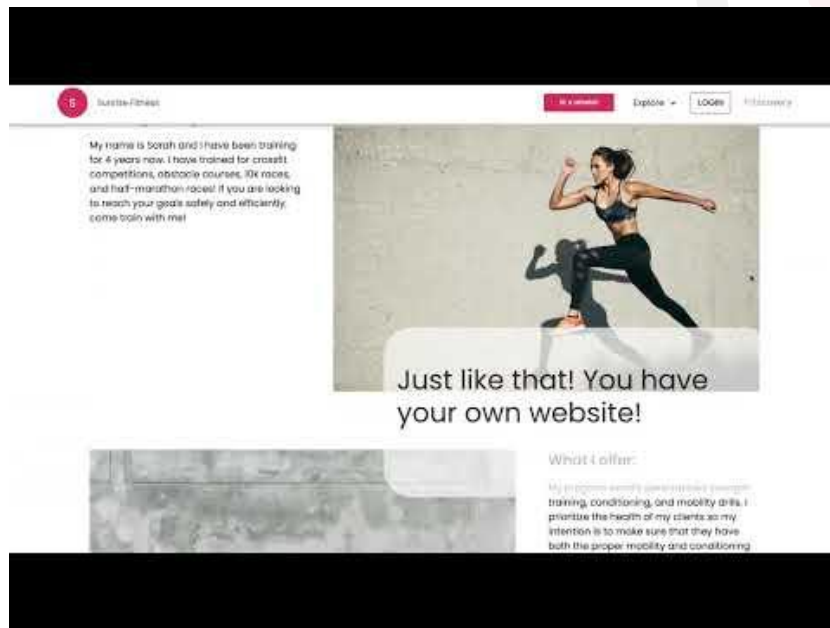 S
Sunrise Fitness
Explore
LOGIN
My name is Sarah and I have been training
for 4 years now. I have trained for crossfit
competitions, obstacle courses, 10k races,
and half-marathon races! If you are looking
to reach your goals safely and efficiently,
come train with me!
Just like that! You have
your own website!
What I offer:
training, conditioning, and mobility drills. I
prioritize the health of my clients so my
intention is to make sure that they have
both the proper mobility and conditioning